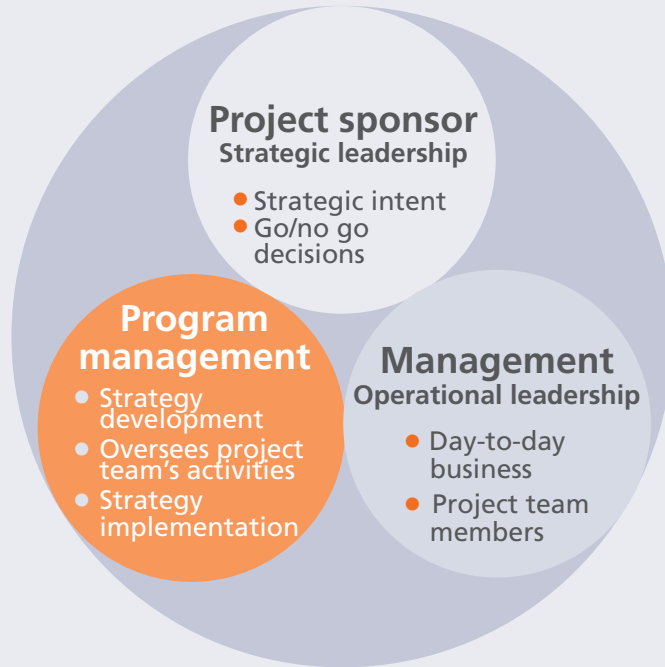 Project sponsor
Strategic leadership
Strategic intent
Go/no go
decisions
Program
management
Strategy
development
Oversees project
team's activities
Strategy
implementation
Management
Operational leadership
Day-to-day
business
Project team
members